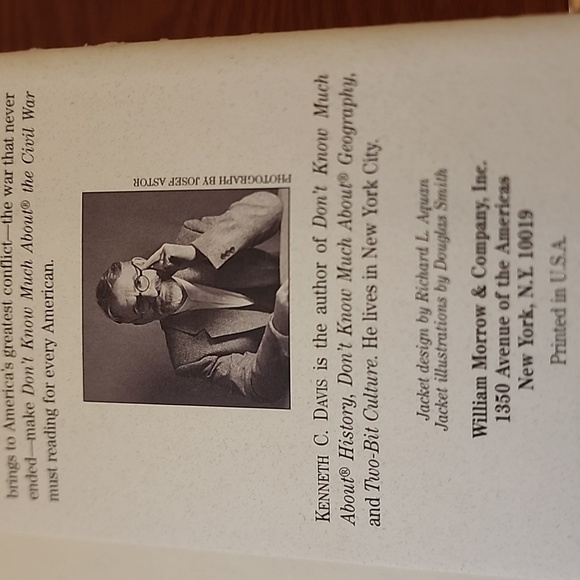 brings to America's greatest conflict—the war that never
ended—make Don't Know Much About® the Civil War
must reading for every American.
PHOTOGRAPH BY JOSEF ASTOR
KENNETH C. DAVIS is the author of Don't Know Much
About® History, Don't Know Much About® Geography,
and Two-Bit Culture. He lives in New York City.
Jacket design by Richard L. Aquan
Jacket illustrations by Douglas Smith
William Morrow & Company, Inc.
1350 Avenue of the Americas
New York, N.Y. 10019
Printed in U.S.A.